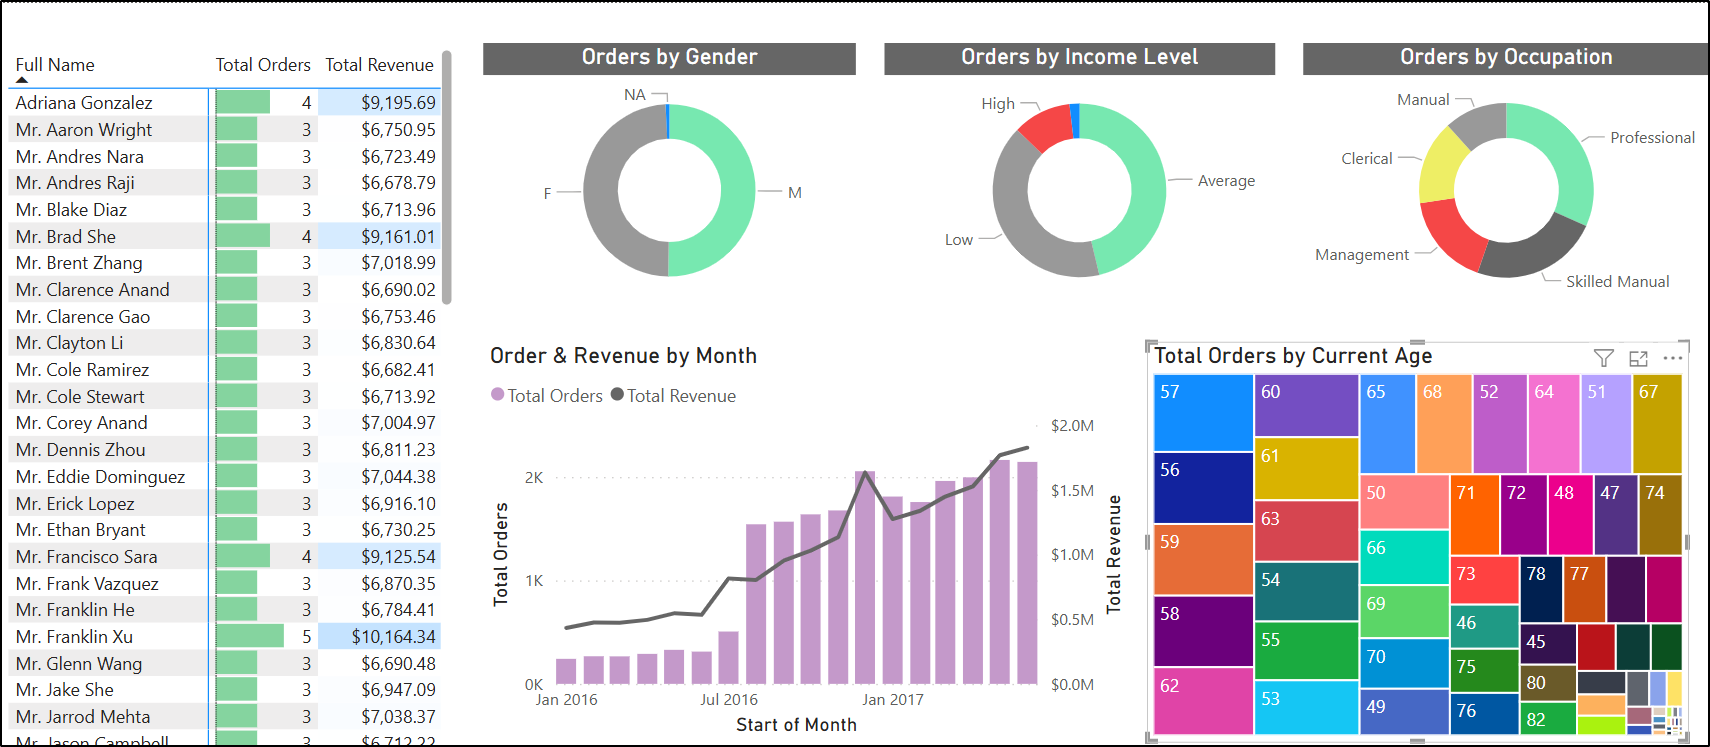 Full Name Total Orders Total Revenue
Adriana Gonzalez 4 $9,195.69
Mr. Aaron Wright 3 $6,750.95
Mr. Andres Nara 3 $6,723.49
Mr. Andres Raji 3 $6,678.79
Mr. Blake Diaz 3 $6,713.96
Mr. Brad She 4 $9,161.01
Mr. Brent Zhang 3 $7,018.99
Mr. Clarence Anand 3 $6,690.02
Mr. Clarence Gao 3 $6,753.46
Mr. Clayton Li 3 $6,830.64
Mr. Cole Ramirez 3 $6,682.41
Mr. Cole Stewart 3 $6,713.92
Mr. Corey Anand 3 $7,004.97
Mr. Dennis Zhou 3 $6,811.23
Mr. Eddie Dominguez 3 $7,044.38
Mr. Erick Lopez 3 $6,916.10
Mr. Ethan Bryant 3 $6,730.25
Mr. Francisco Sara 4 $9,125.54
Mr. Frank Vazquez 3 $6,870.35
Mr. Franklin He 3 $6,784.41
Mr. Franklin Xu 5 $10,164.34
Mr. Glenn Wang 3 $6,690.48
Mr. Jake She 3 $6,947.09
Mr. Jarrod Mehta 3 $7,038.37
Mr. Jason Campbell 3 $6,712.22
Orders by Gender
NA
F
M
Orders by Income Level
High
Average
Low
Orders by Occupation
Manual
Professional
Clerical
Management
Skilled Manual
Order & Revenue by Month
Total Orders Total Revenue
$2.0M
2K
$1.5M
1K
$1.0M
$0.5M
0K
$0.0M
Total Orders
Total Revenue
Jan 2016 Jul 2016 Jan 2017
Start of Month
Total Orders by Current Age
57 60 65 68 52 64 51 67
56 61 50 71 72 48 47 74
59 63 66 73 78 77
58 54 69 46 45
62 55 70 75 80
53 49 76 82